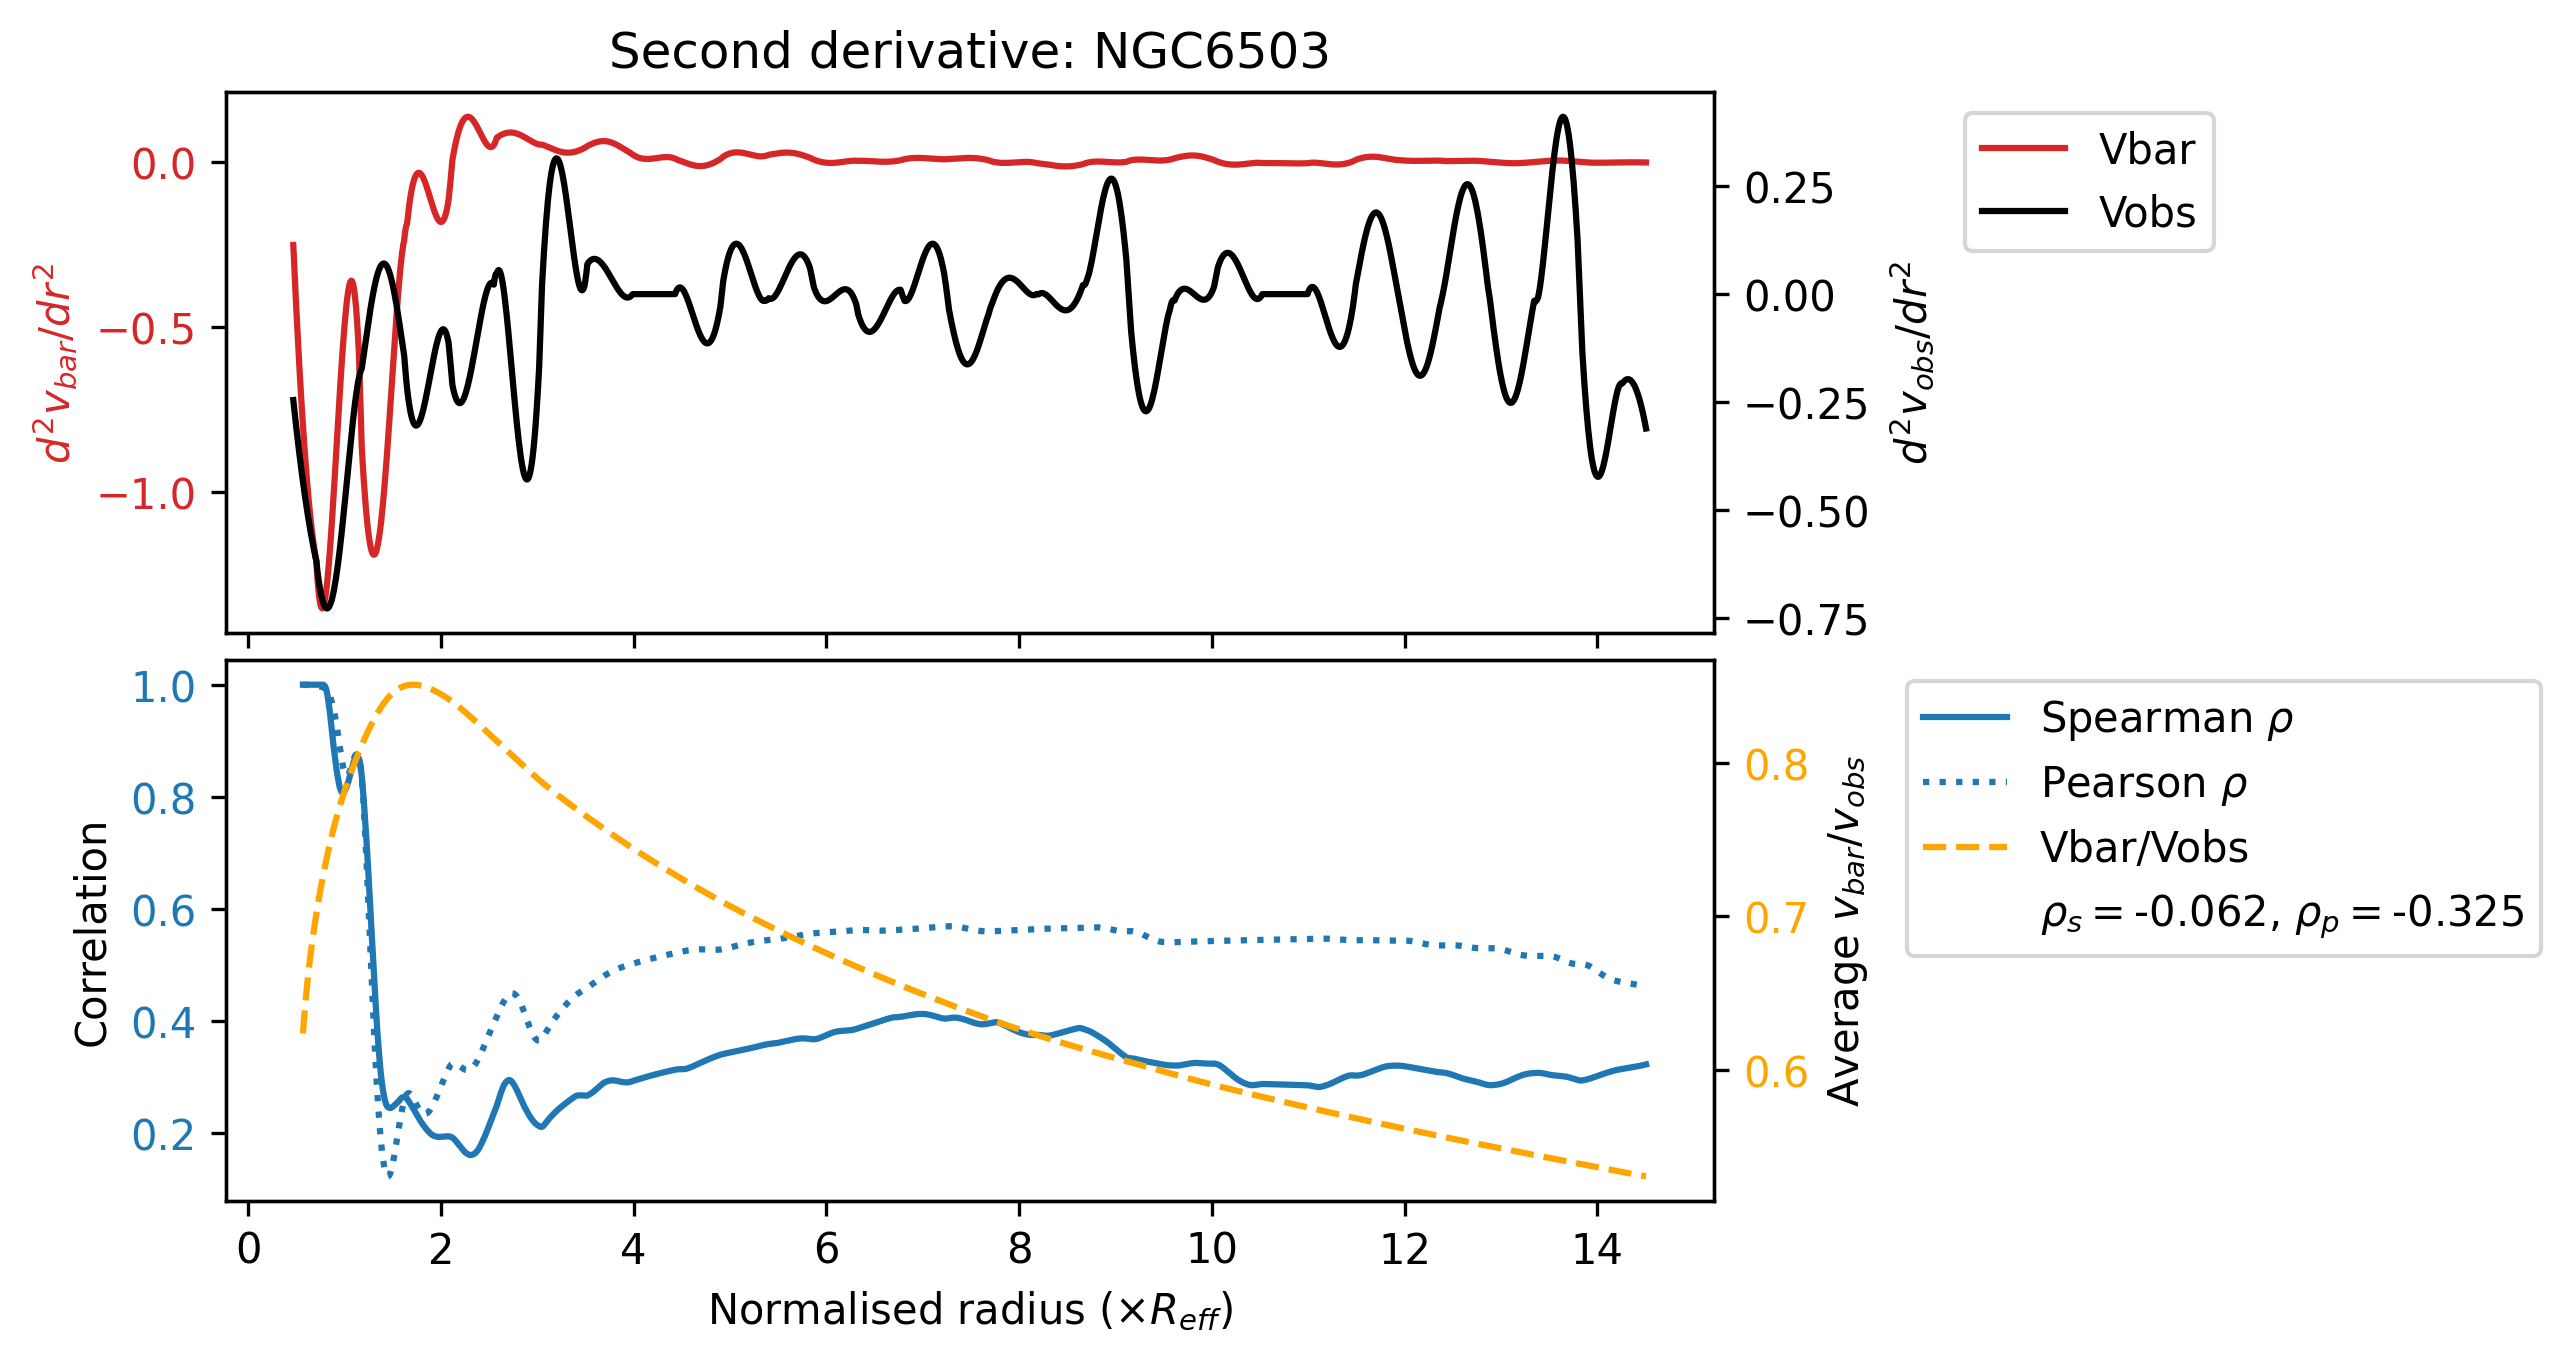 Second derivative: NGC6503
0.0
−0.5
−1.0
d²v_bar/dr²
0.25
0.00
−0.25
−0.50
−0.75
d²v_obs/dr²
Vbar
Vobs
1.0
0.8
0.6
0.4
0.2
Correlation
0.8
0.7
0.6
Average v_bar/v_obs
Spearman ρ
Pearson ρ
Vbar/Vobs
ρ_s = -0.062, ρ_p = -0.325
0 2 4 6 8 10 12 14
Normalised radius (×R_eff)